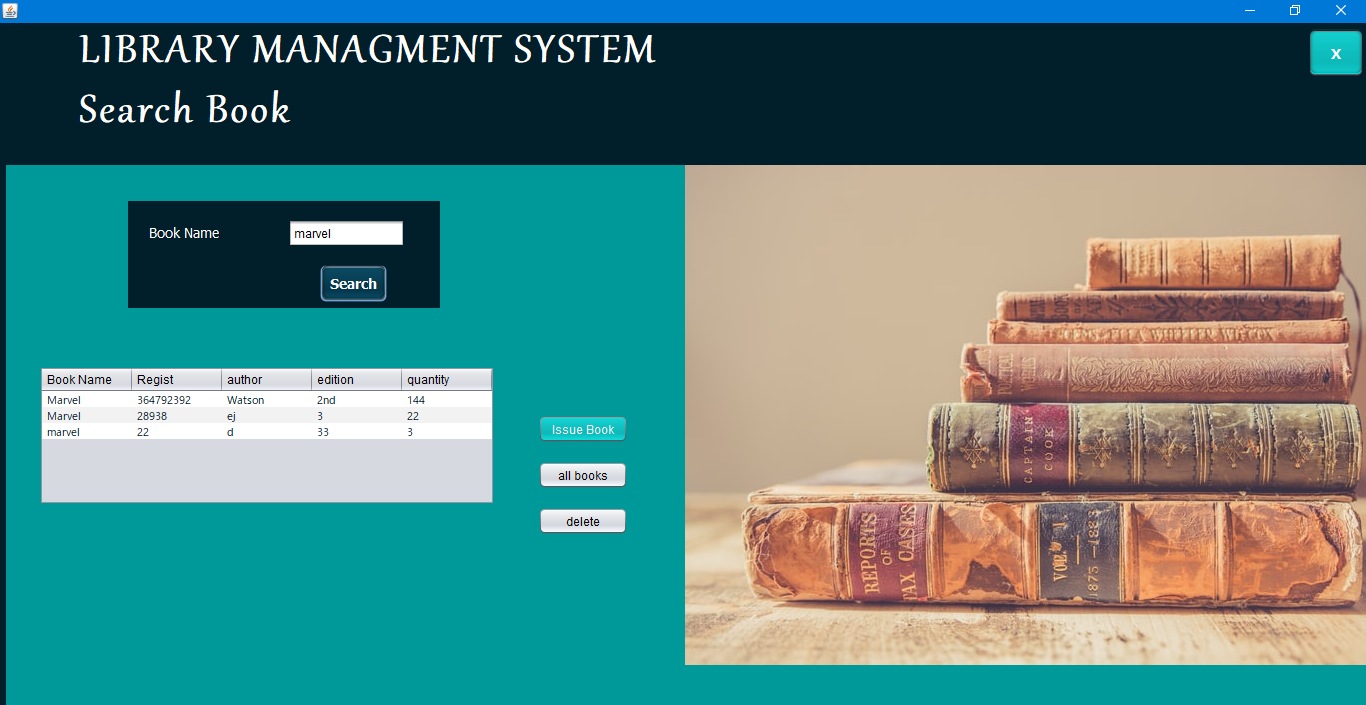 LIBRARY MANAGMENT SYSTEM
x
Search Book
Book Name
marvel
Search
Book Name Regist author edition quantity
Marvel 364792392 Watson 2nd 144
Marvel 28938 ej 3 22
marvel 22 d 33 3
Issue Book
all books
delete
CAPTAIN
COOK
REPORTS
OF
TAX CASES
VOL. 1.
1875—1883